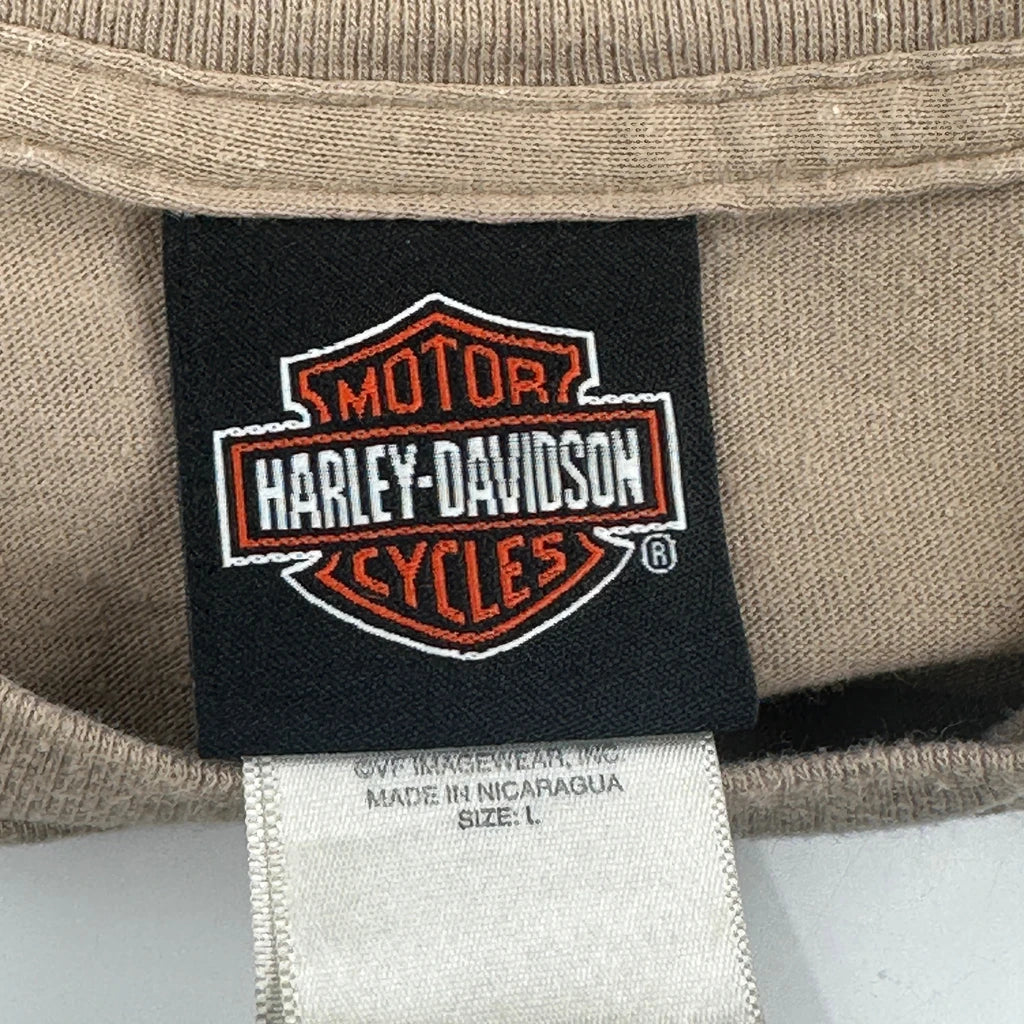 MOTOR
HARLEY-DAVIDSON
CYCLES
®
©VF IMAGEWEAR, INC
MADE IN NICARAGUA
SIZE: L